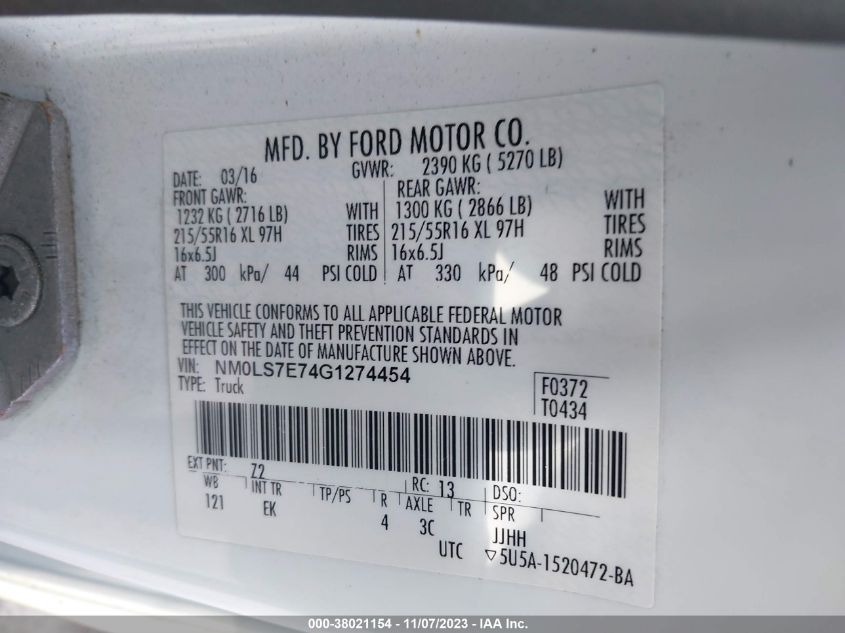 MFD. BY FORD MOTOR CO.
DATE: 03/16 GVWR: 2390 KG ( 5270 LB)
FRONT GAWR: REAR GAWR:
1232 KG ( 2716 LB) WITH 1300 KG ( 2866 LB) WITH
215/55R16 XL 97H TIRES 215/55R16 XL 97H TIRES
16x6.5J RIMS 16x6.5J RIMS
AT 300 kPa/ 44 PSI COLD AT 330 kPa/ 48 PSI COLD
THIS VEHICLE CONFORMS TO ALL APPLICABLE FEDERAL MOTOR
VEHICLE SAFETY AND THEFT PREVENTION STANDARDS IN
EFFECT ON THE DATE OF MANUFACTURE SHOWN ABOVE.
VIN: NM0LS7E74G1274454
TYPE: Truck
F0372
T0434
EXT PNT: Z2 RC: 13 DSO:
WB INT TR TP/PS R AXLE TR SPR
121 EK 4 3C JJHH
UTC ▽5U5A-1520472-BA
000-38021154 - 11/07/2023 - IAA Inc.